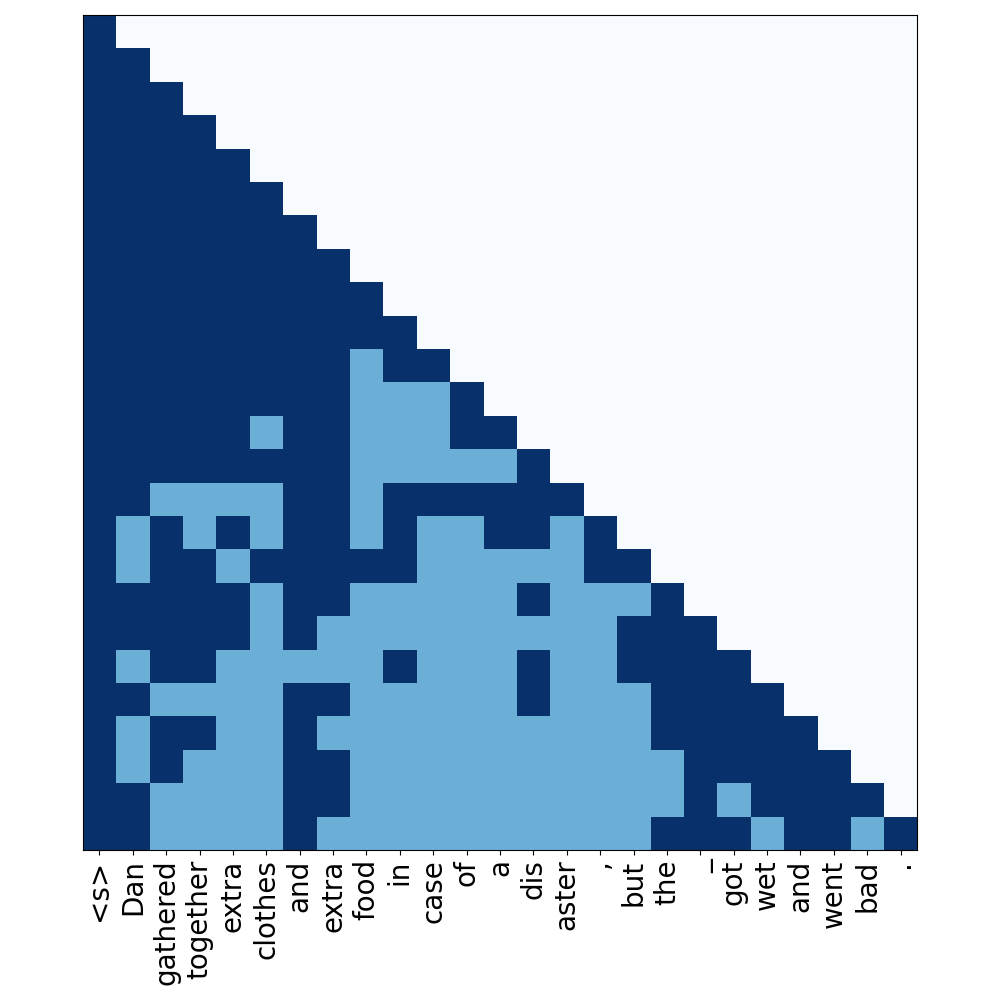 <s> Dan gathered together extra clothes and extra food in case of a dis aster , but the _ got wet and went bad .